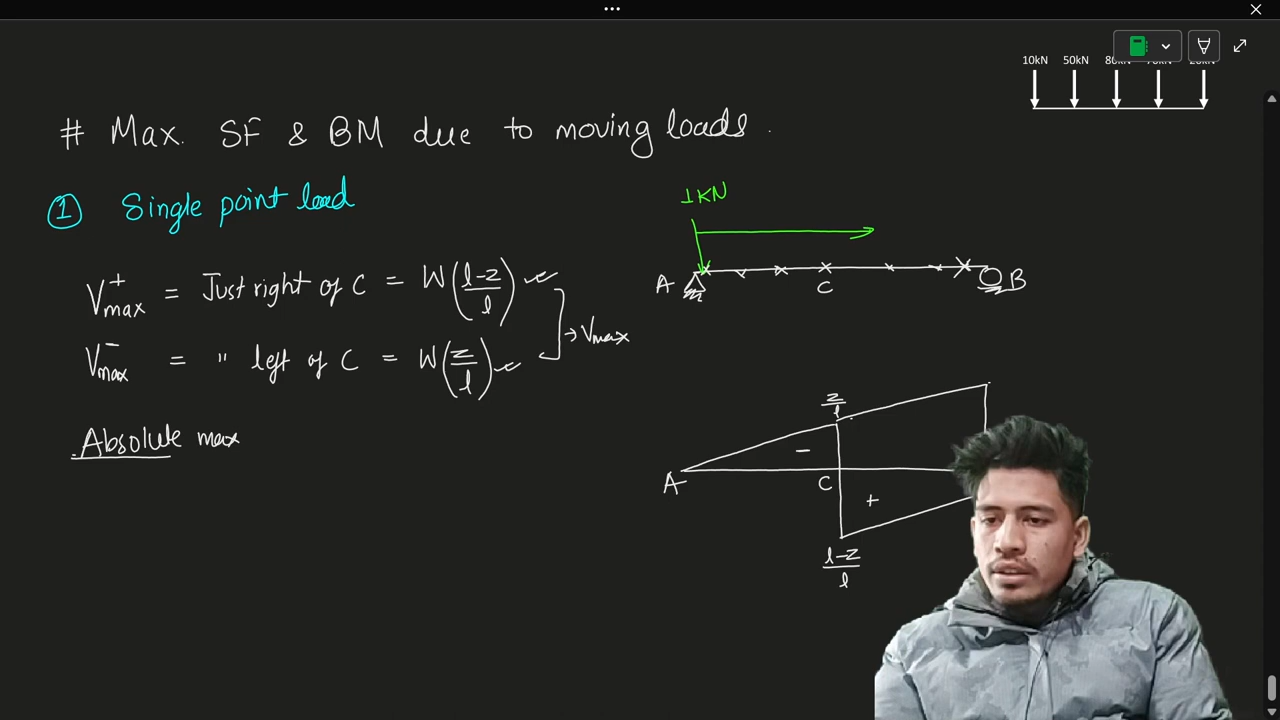 10kN 50kN
# Max. SF & BM due to moving loads.
1 Single point load
1KN
V+max = Just right of C = W(l-z/l)
A C B
V-max = " left of C = W(z/l)
→ Vmax
z/l
Absolute max
-
A C
+
l-z/l